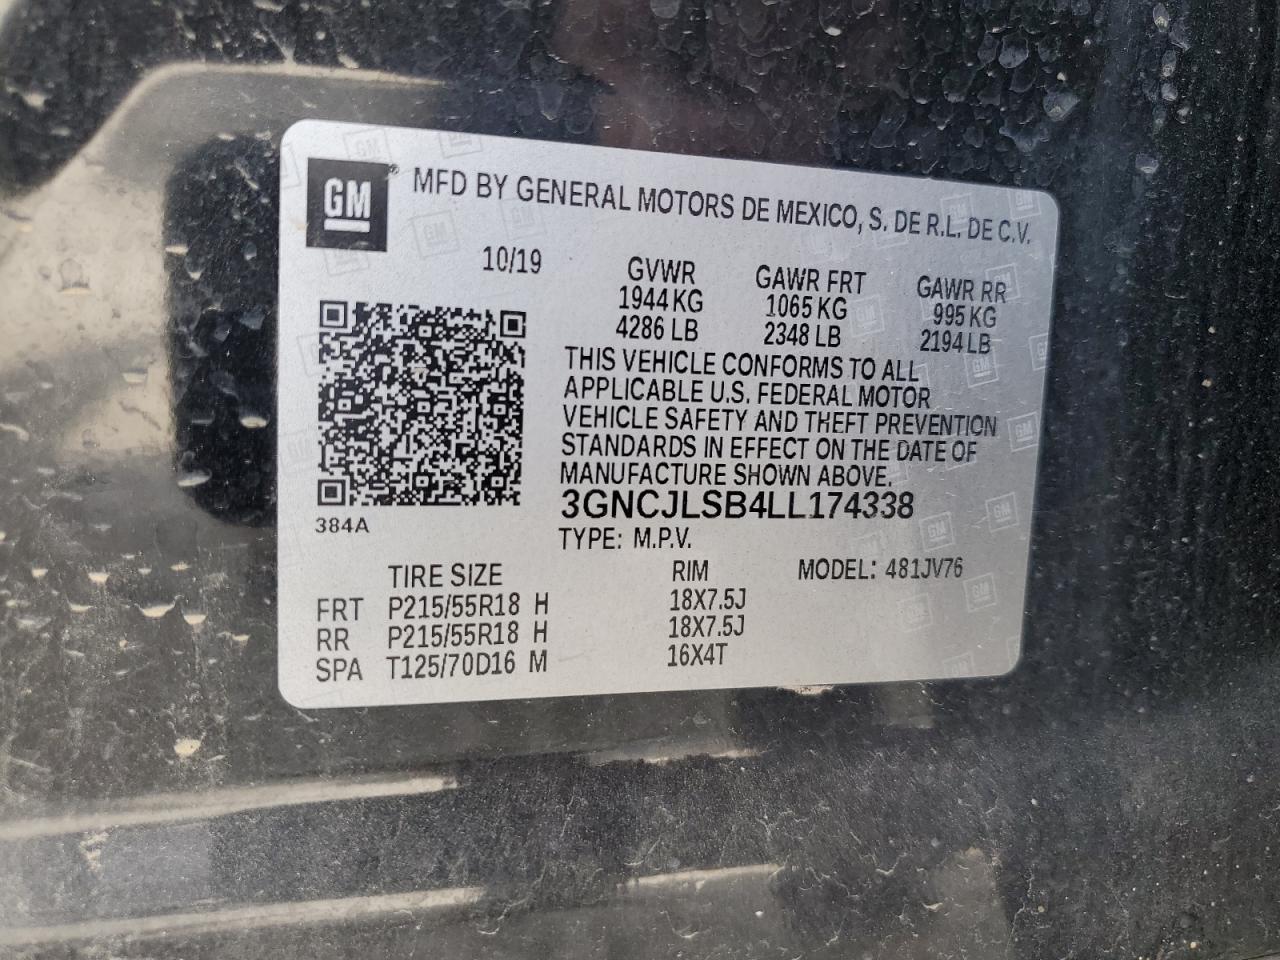 GM® MFD BY GENERAL MOTORS DE MEXICO, S. DE R.L. DE C.V.
10/19 GVWR GAWR FRT GAWR RR
1944 KG 1065 KG 995 KG
4286 LB 2348 LB 2194 LB
THIS VEHICLE CONFORMS TO ALL
APPLICABLE U.S. FEDERAL MOTOR
VEHICLE SAFETY AND THEFT PREVENTION
STANDARDS IN EFFECT ON THE DATE OF
MANUFACTURE SHOWN ABOVE.
3GNCJLSB4LL174338
384A
TYPE: M.P.V.
TIRE SIZE RIM MODEL: 481JV76
FRT P215/55R18 H 18X7.5J
RR P215/55R18 H 18X7.5J
SPA T125/70D16 M 16X4T